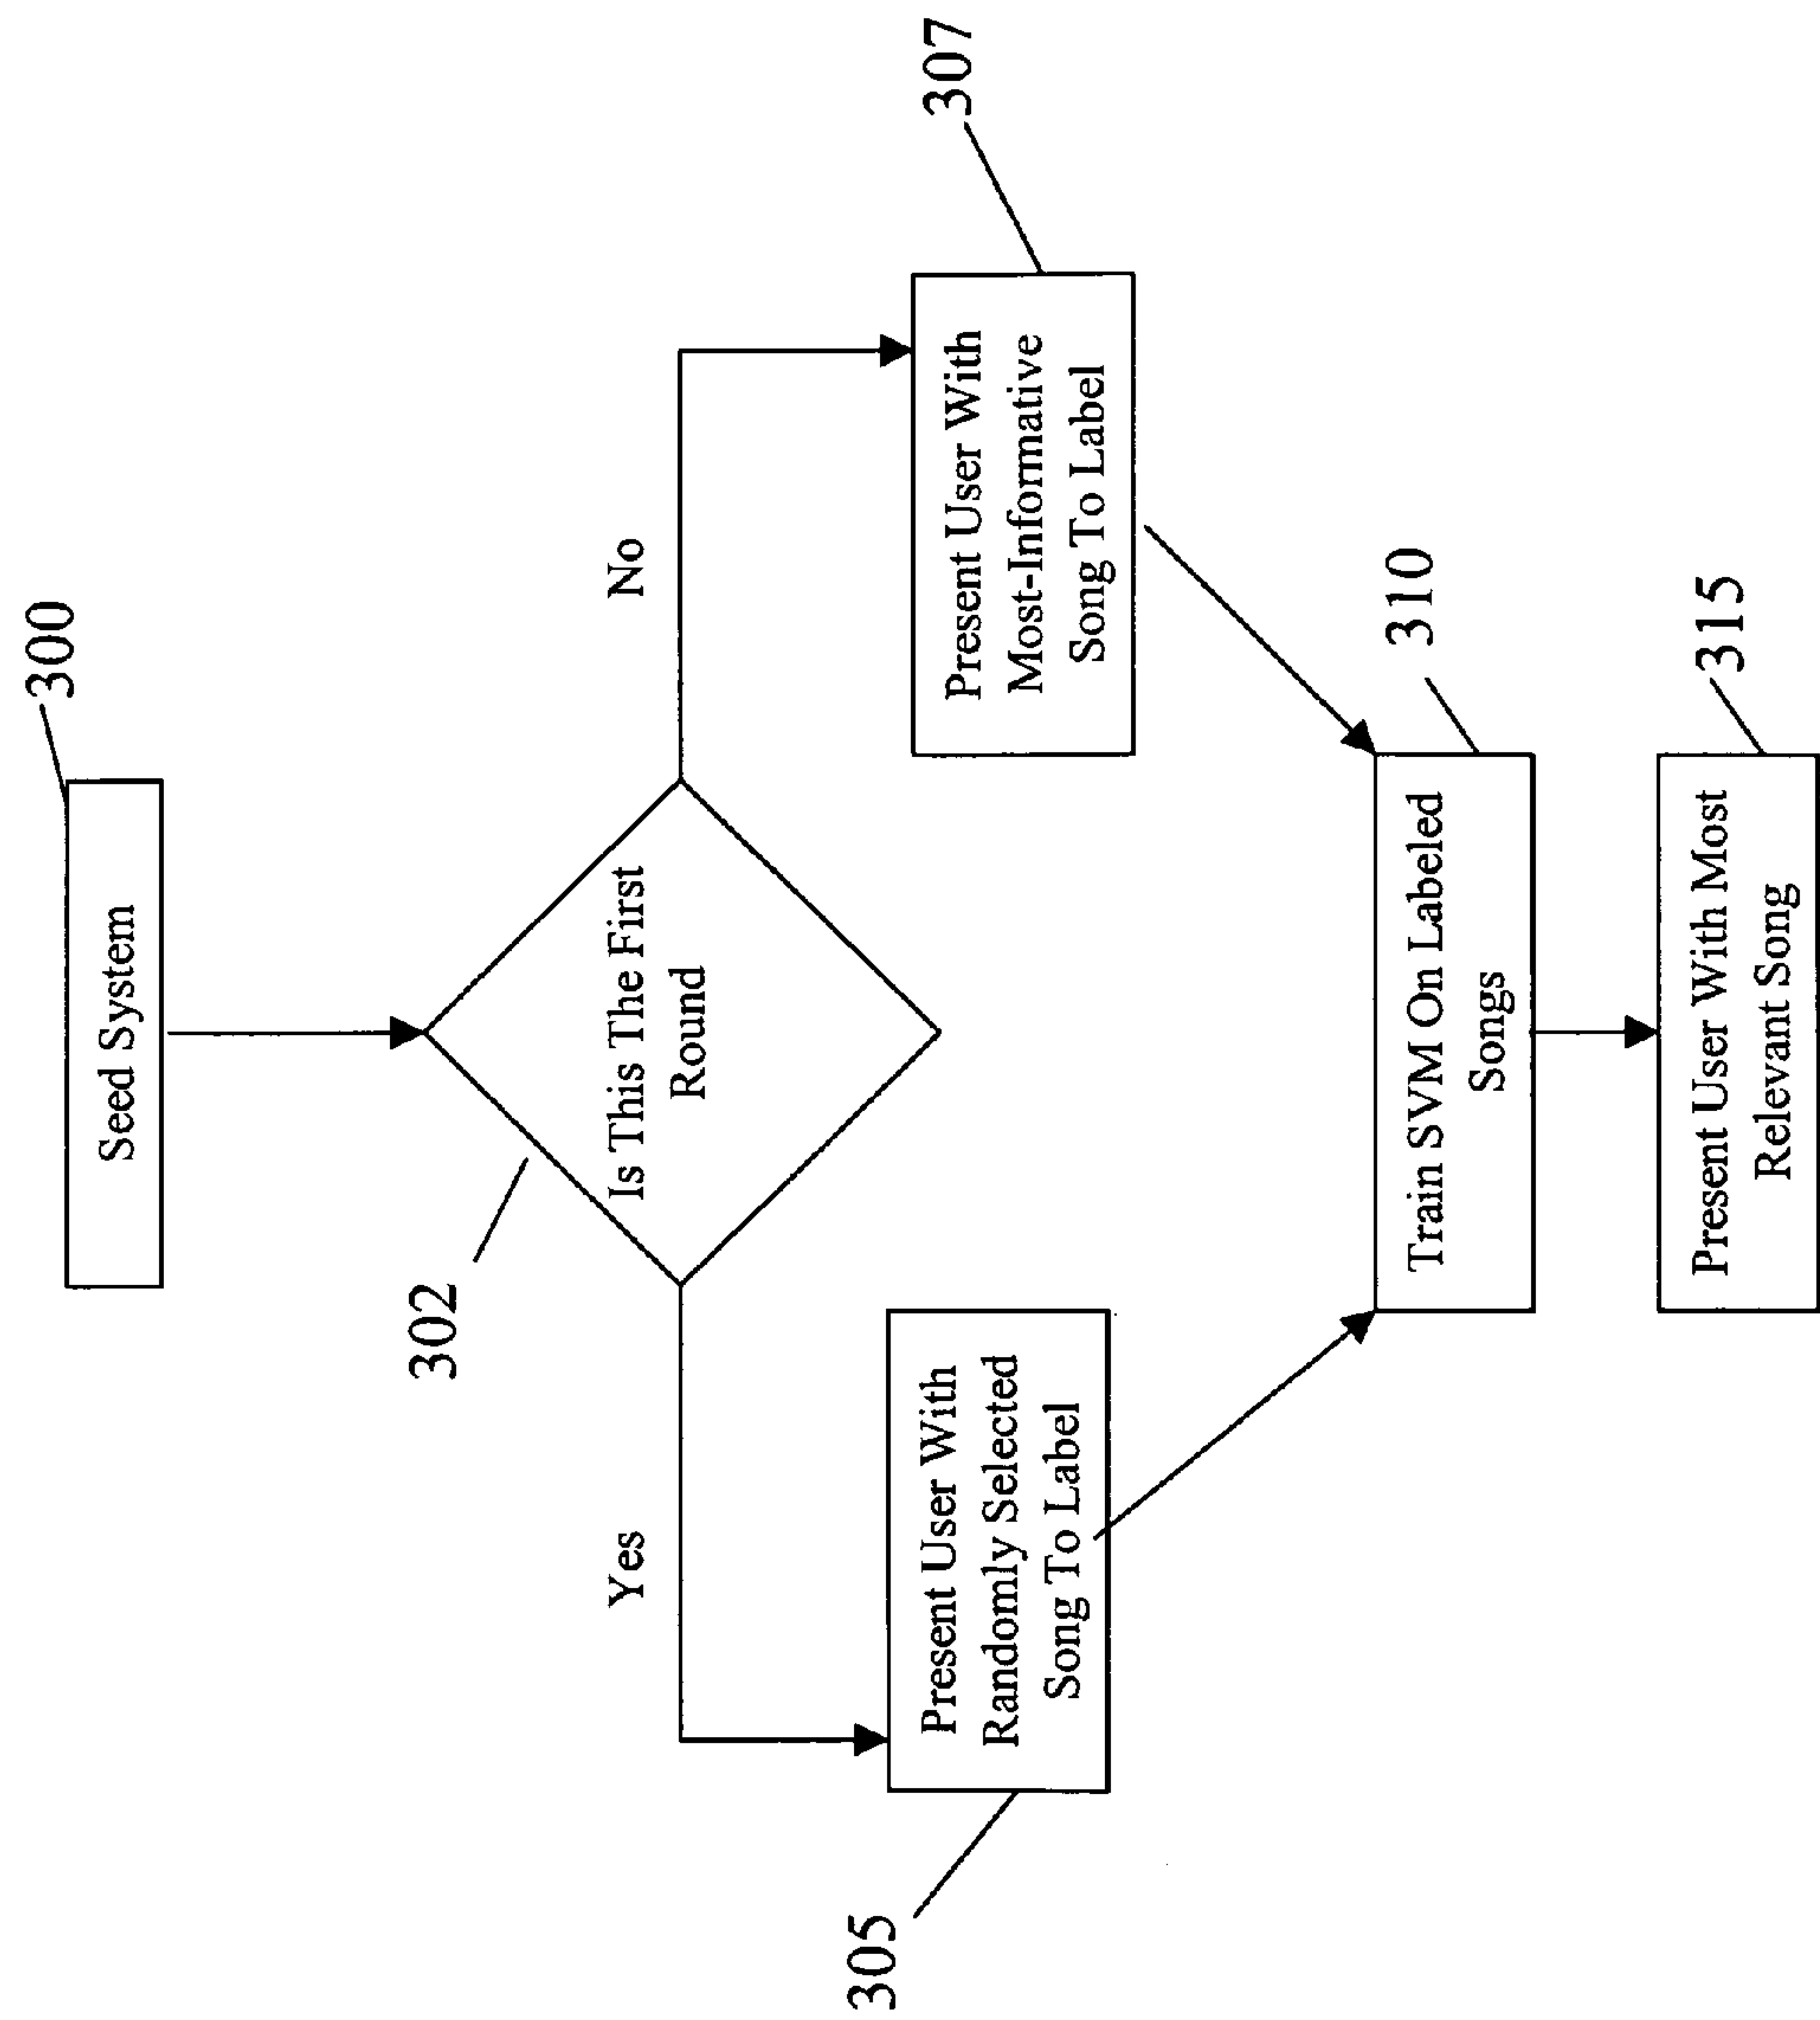 300
Seed System
302
Is This The First
Round
Yes
No
305
Present User With
Randomly Selected
Song To Label
307
Present User With
Most-Informative
Song To Label
310
Train SVM On Labeled
Songs
315
Present User With Most
Relevant Song